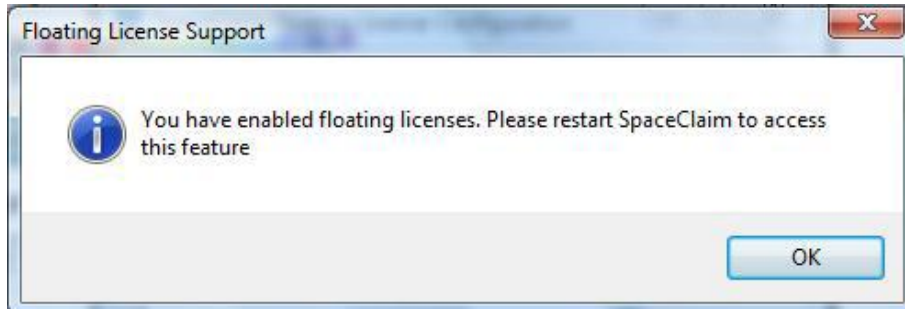 Floating License Support
You have enabled floating licenses. Please restart SpaceClaim to access
this feature
OK